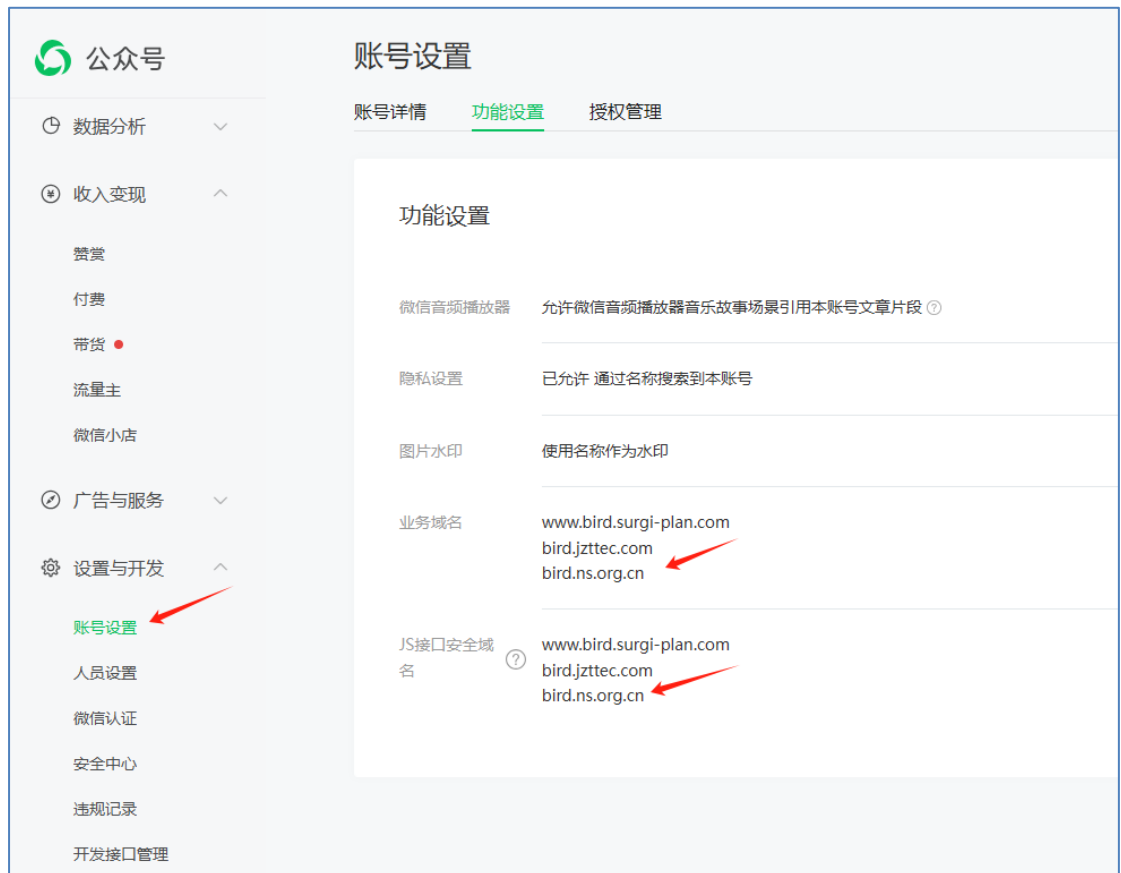 公众号
数据分析
收入变现
赞赏
付费
带货
流量主
微信小店
广告与服务
设置与开发
账号设置
人员设置
微信认证
安全中心
违规记录
开发接口管理
账号设置
账号详情 功能设置 授权管理
功能设置
微信音频播放器 允许微信音频播放器音乐故事场景引用本账号文章片段 ?
隐私设置 已允许 通过名称搜索到本账号
图片水印 使用名称作为水印
业务域名 www.bird.surgi-plan.com
bird.jzttec.com
bird.ns.org.cn
JS接口安全域
名 ?
www.bird.surgi-plan.com
bird.jzttec.com
bird.ns.org.cn